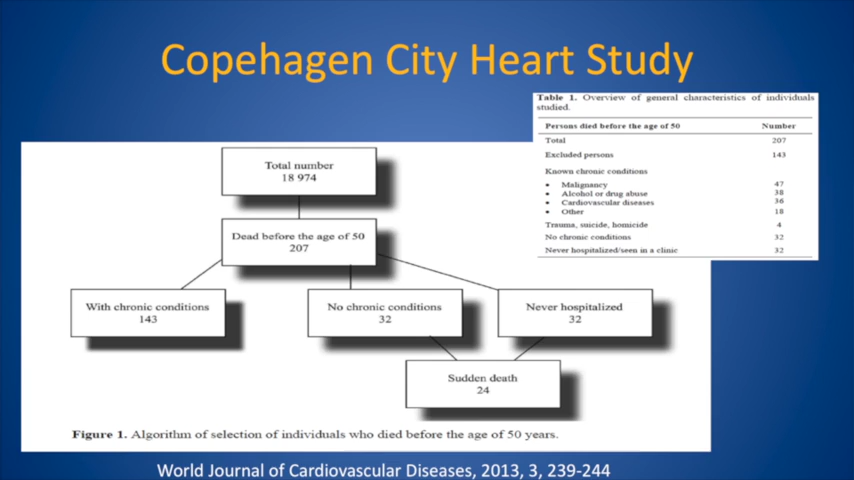 Copehagen City Heart Study
Table 1. Overview of general characteristics of individuals
studied.
Persons died before the age of 50 Number
Total 207
Excluded persons 143
Known chronic conditions
• Malignancy 47
• Alcohol or drug abuse 38
• Cardiovascular diseases 36
• Other 18
Trauma, suicide, homicide 4
No chronic conditions 32
Never hospitalized/seen in a clinic 32
Total number
18 974
Dead before the age of 50
207
With chronic conditions
143
No chronic conditions
32
Never hospitalized
32
Sudden death
24
Figure 1. Algorithm of selection of individuals who died before the age of 50 years.
World Journal of Cardiovascular Diseases, 2013, 3, 239-244